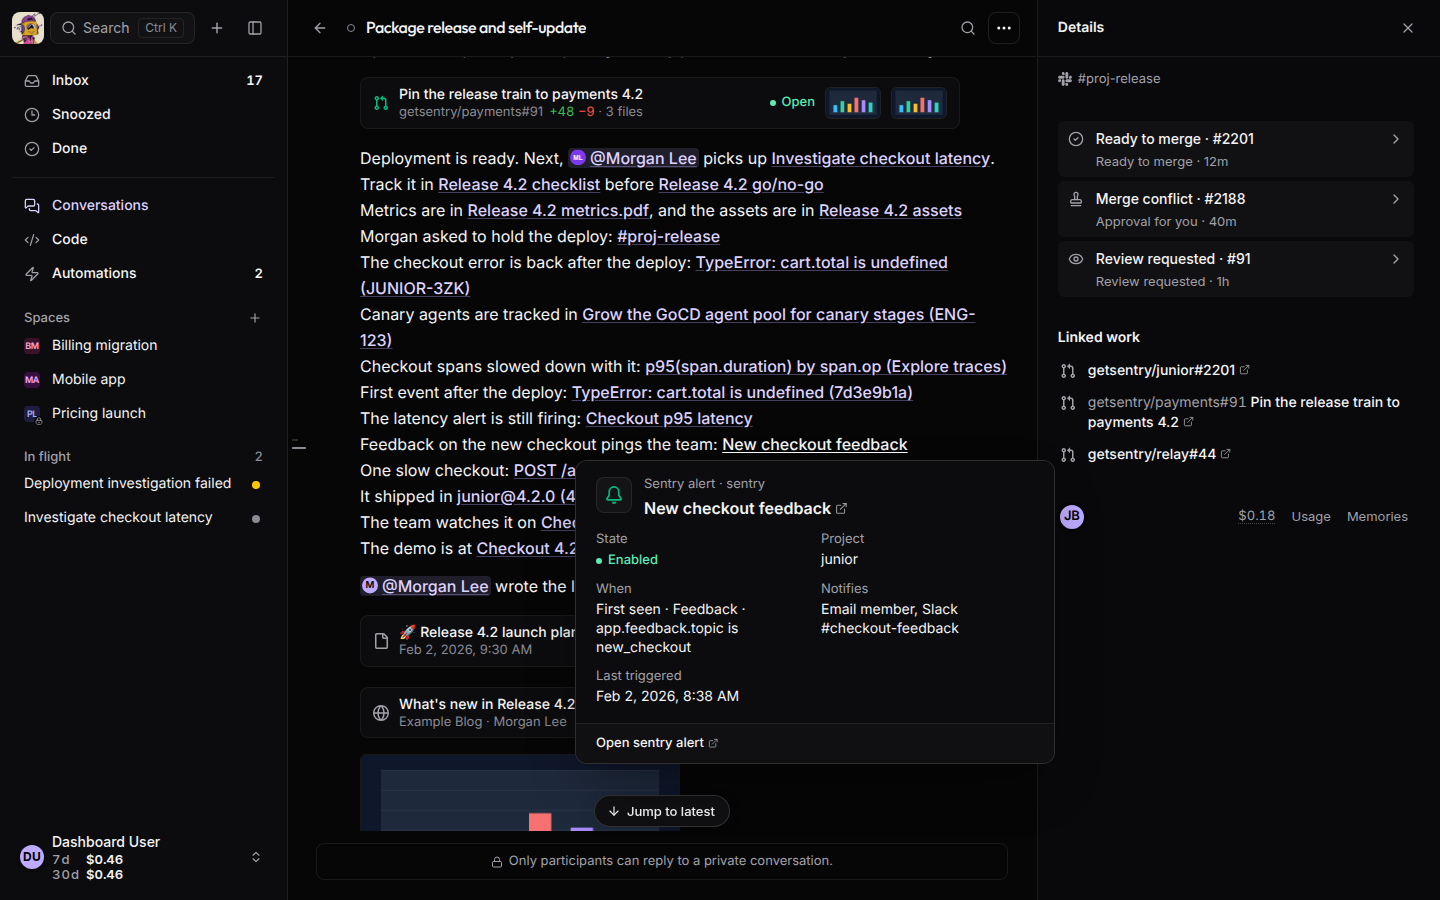 Search Ctrl K
Inbox 17
Snoozed
Done
Conversations
Code
Automations 2
Spaces
BM Billing migration
MA Mobile app
PL Pricing launch
In flight 2
Deployment investigation failed
Investigate checkout latency
DU Dashboard User
7d $0.46
30d $0.46
Package release and self-update
Pin the release train to payments 4.2
getsentry/payments#91 +48 −9 · 3 files
Open
Deployment is ready. Next, ML @Morgan Lee picks up Investigate checkout latency.
Track it in Release 4.2 checklist before Release 4.2 go/no-go
Metrics are in Release 4.2 metrics.pdf, and the assets are in Release 4.2 assets
Morgan asked to hold the deploy: #proj-release
The checkout error is back after the deploy: TypeError: cart.total is undefined
(JUNIOR-3ZK)
Canary agents are tracked in Grow the GoCD agent pool for canary stages (ENG-
123)
Checkout spans slowed down with it: p95(span.duration) by span.op (Explore traces)
First event after the deploy: TypeError: cart.total is undefined (7d3e9b1a)
The latency alert is still firing: Checkout p95 latency
Feedback on the new checkout pings the team: New checkout feedback
One slow checkout: POST /a
It shipped in junior@4.2.0 (4
The team watches it on Chec
The demo is at Checkout 4.2
M @Morgan Lee wrote the l
🚀 Release 4.2 launch plan
Feb 2, 2026, 9:30 AM
What's new in Release 4.2
Example Blog · Morgan Lee
Sentry alert · sentry
New checkout feedback
State
Enabled
Project
junior
When
First seen · Feedback ·
app.feedback.topic is
new_checkout
Notifies
Email member, Slack
#checkout-feedback
Last triggered
Feb 2, 2026, 8:38 AM
Open sentry alert
Jump to latest
Only participants can reply to a private conversation.
Details
#proj-release
Ready to merge · #2201
Ready to merge · 12m
Merge conflict · #2188
Approval for you · 40m
Review requested · #91
Review requested · 1h
Linked work
getsentry/junior#2201
getsentry/payments#91 Pin the release train to
payments 4.2
getsentry/relay#44
JB $0.18 Usage Memories